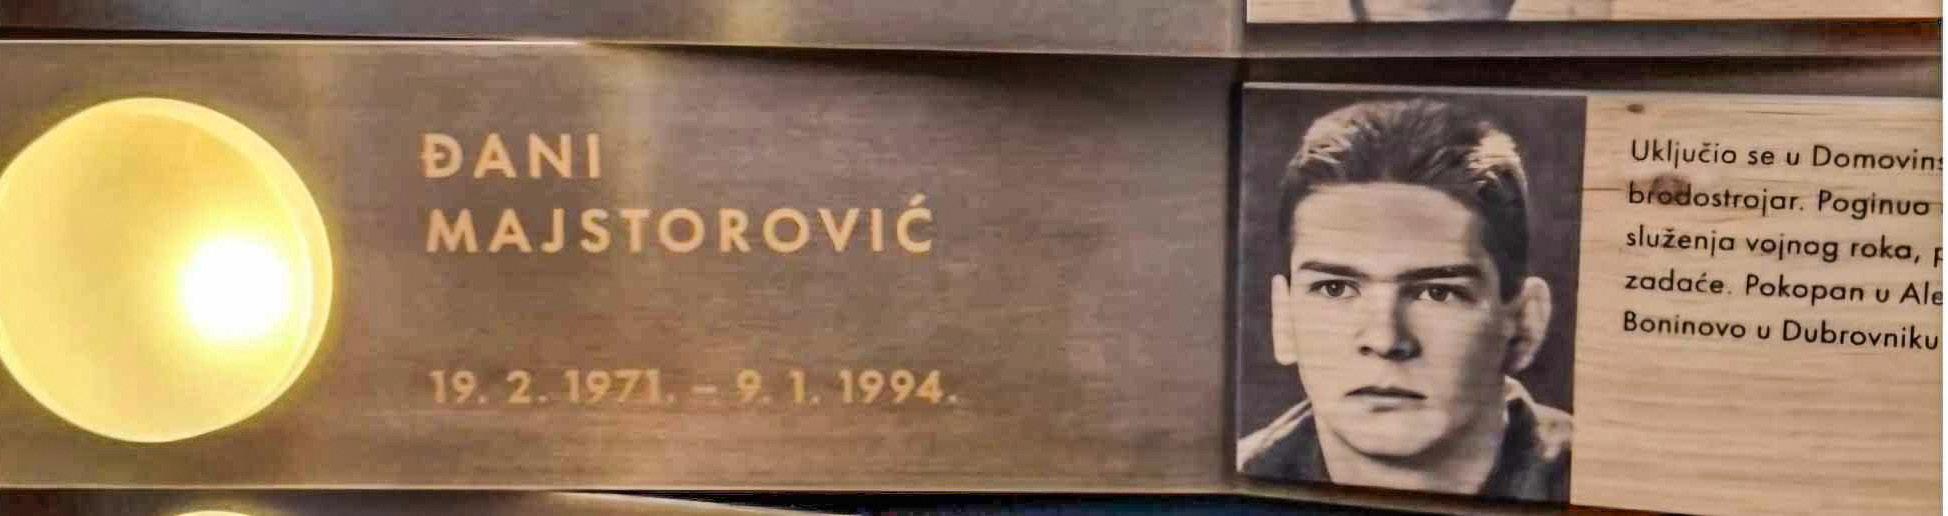 ĐANI
MAJSTOROVIĆ
19. 2. 1971. – 9. 1. 1994.
Uključio se u
brodostrojar. Poginuo
služenja vojnog roka,
zadaće. Pokopan u
Boninovo u Dubrovniku